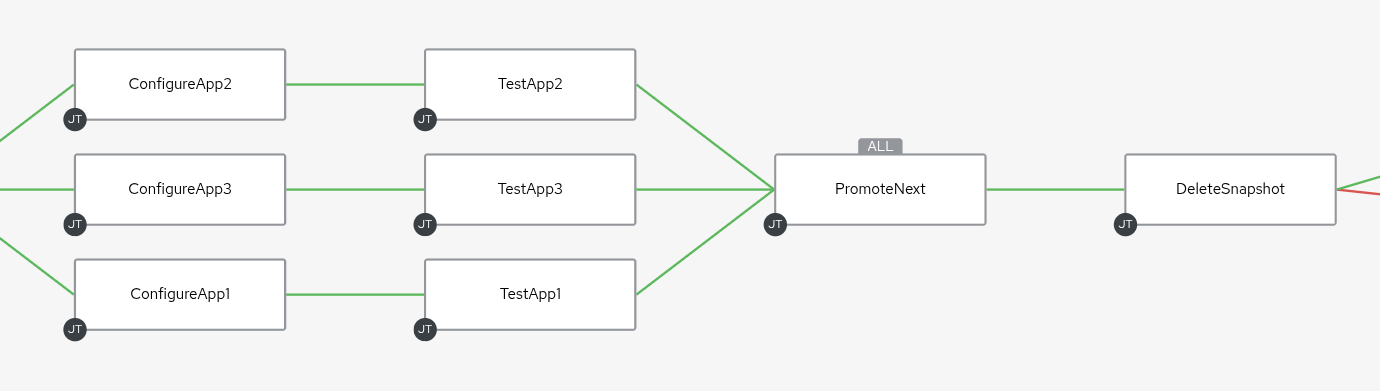 ConfigureApp2
JT
TestApp2
JT
ConfigureApp3
JT
TestApp3
JT
ALL
PromoteNext
JT
DeleteSnapshot
JT
ConfigureApp1
JT
TestApp1
JT